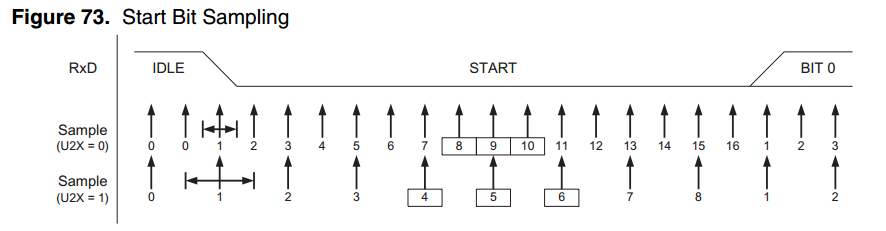 Figure 73. Start Bit Sampling
RxD IDLE START BIT 0
Sample
(U2X = 0) 0 0 1 2 3 4 5 6 7 8 9 10 11 12 13 14 15 16 1 2 3
Sample
(U2X = 1) 0 1 2 3 4 5 6 7 8 1 2